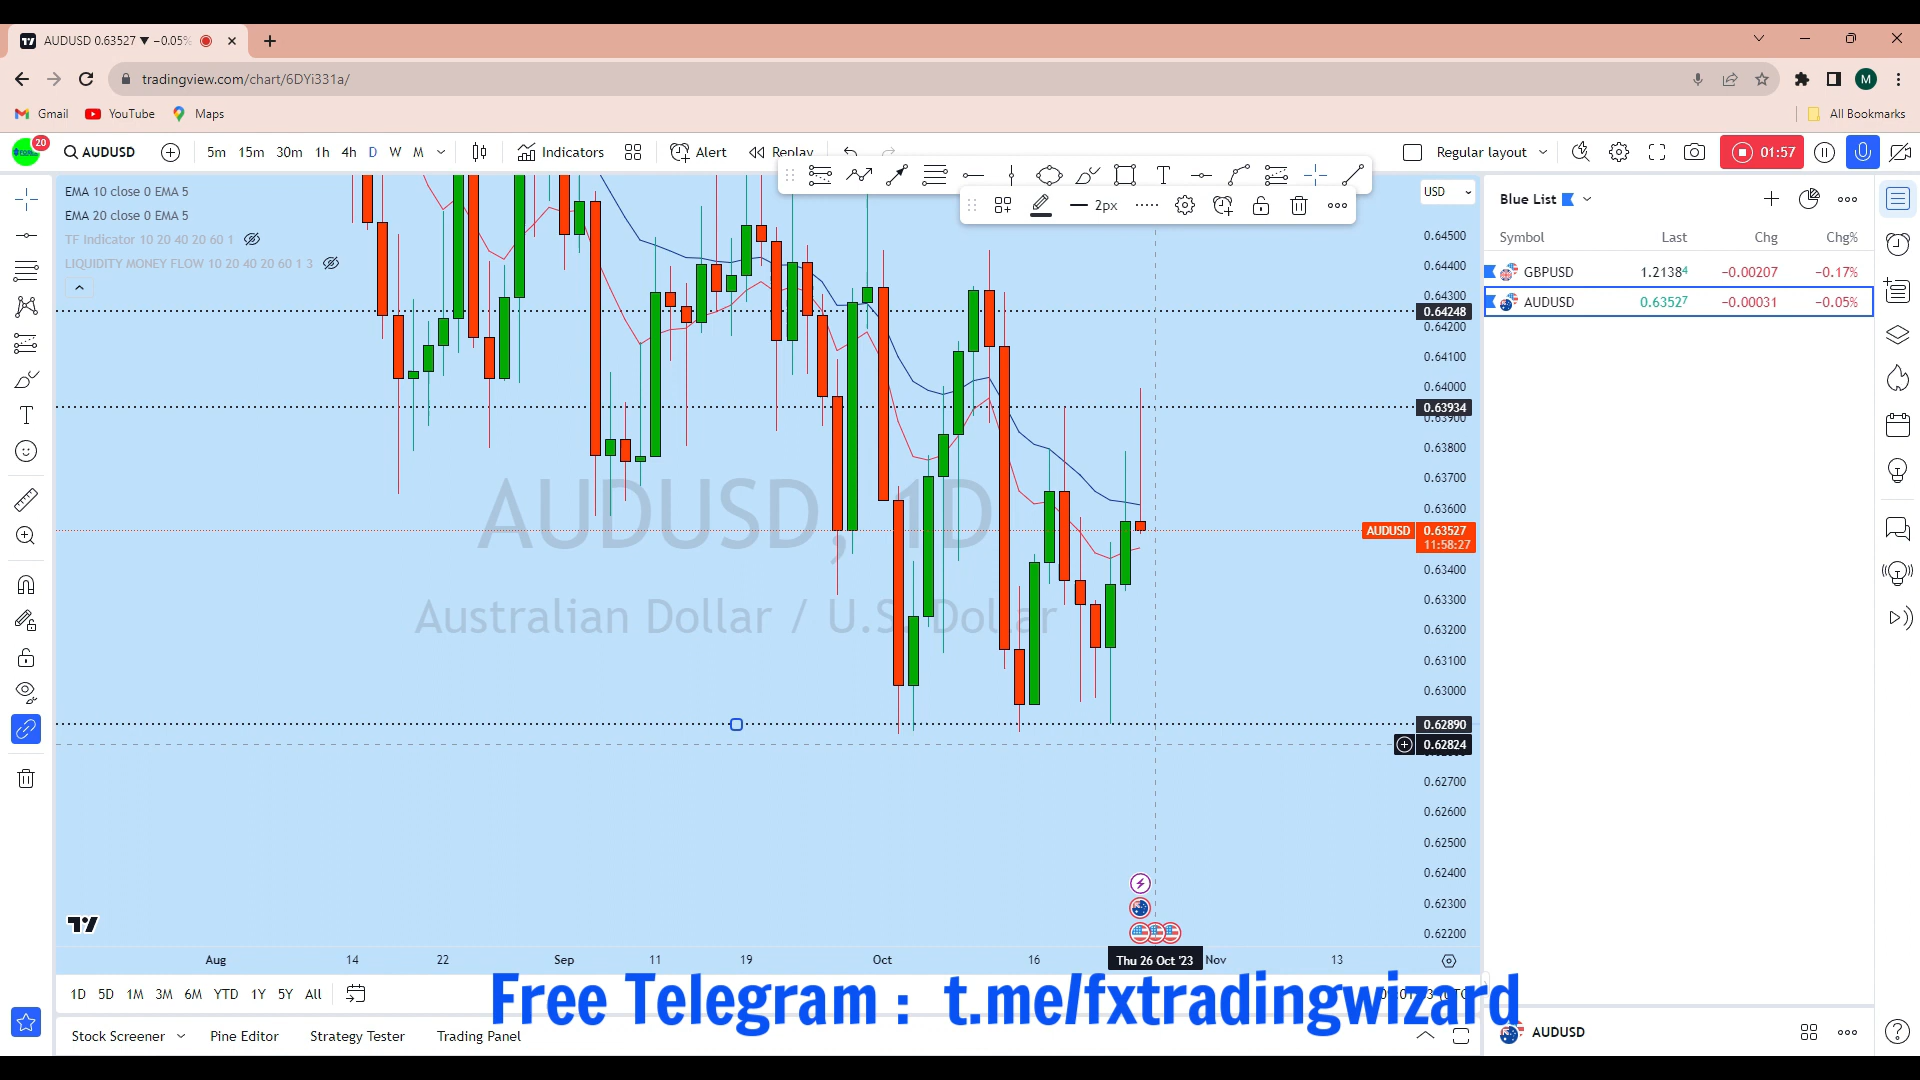 AUDUSD 0.63527 ▼ −0.05%
tradingview.com/chart/6DYi331a/
M
Gmail YouTube Maps All Bookmarks
20 AUDUSD 5m 15m 30m 1h 4h D W M Indicators Alert Replay Regular layout 01:57
2px
EMA 10 close 0 EMA 5
EMA 20 close 0 EMA 5
TF Indicator 10 20 40 20 60 1
LIQUIDITY MONEY FLOW 10 20 40 20 60 1 3
USD
0.64500
0.64400
0.64300
0.64248
0.64200
0.64100
0.64000
0.63934
0.63900
0.63800
0.63700
0.63600
AUDUSD 0.63527
11:58:27
0.63400
0.63300
0.63200
0.63100
0.63000
0.62890
0.62824
0.62700
0.62600
0.62500
0.62400
0.62300
0.62200
AUDUSD, 1D
Australian Dollar / U.S. Dollar
Blue List
Symbol Last Chg Chg%
GBPUSD 1.21384 −0.00207 −0.17%
AUDUSD 0.63527 −0.00031 −0.05%
Aug 14 22 Sep 11 19 Oct 16 Thu 26 Oct '23 Nov 13
1D 5D 1M 3M 6M YTD 1Y 5Y All
Free Telegram : t.me/fxtradingwizard
Stock Screener Pine Editor Strategy Tester Trading Panel
AUDUSD